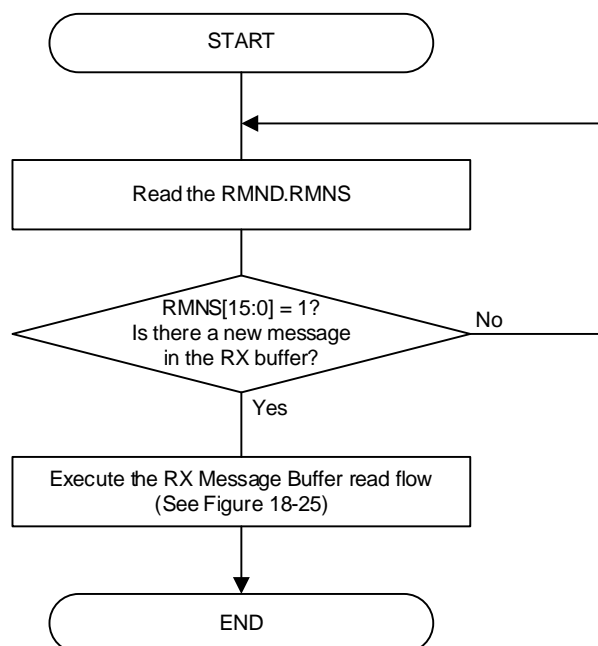 START
Read the RMND.RMNS
RMNS[15:0] = 1?
Is there a new message
in the RX buffer?
No
Yes
Execute the RX Message Buffer read flow
(See Figure 18-25)
END